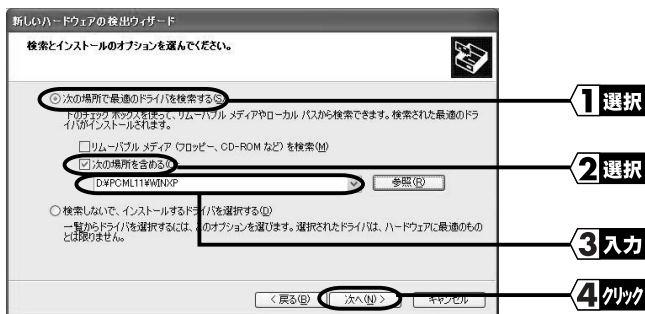 新しいハードウェアの検出ウィザード
検索とインストールのオプションを選んでください。
次の場所で最適のドライバを検索する(S)
1 選択
下のチェック ボックスを使って、リムーバブル メディアやローカル パスから検索できます。検索された最適のドラ
イバがインストールされます。
リムーバブル メディア (フロッピー、CD-ROM など) を検索(M)
次の場所を含める(O)
2 選択
D:¥PCML11¥WINXP
参照(R)
検索しないで、インストールするドライバを選択する(D)
一覧からドライバを選択するには、このオプションを選びます。選択されたドライバは、ハードウェアに最適のもの
とは限りません。
3 入力
< 戻る(B)
次へ(N) >
キャンセル
4 クリック